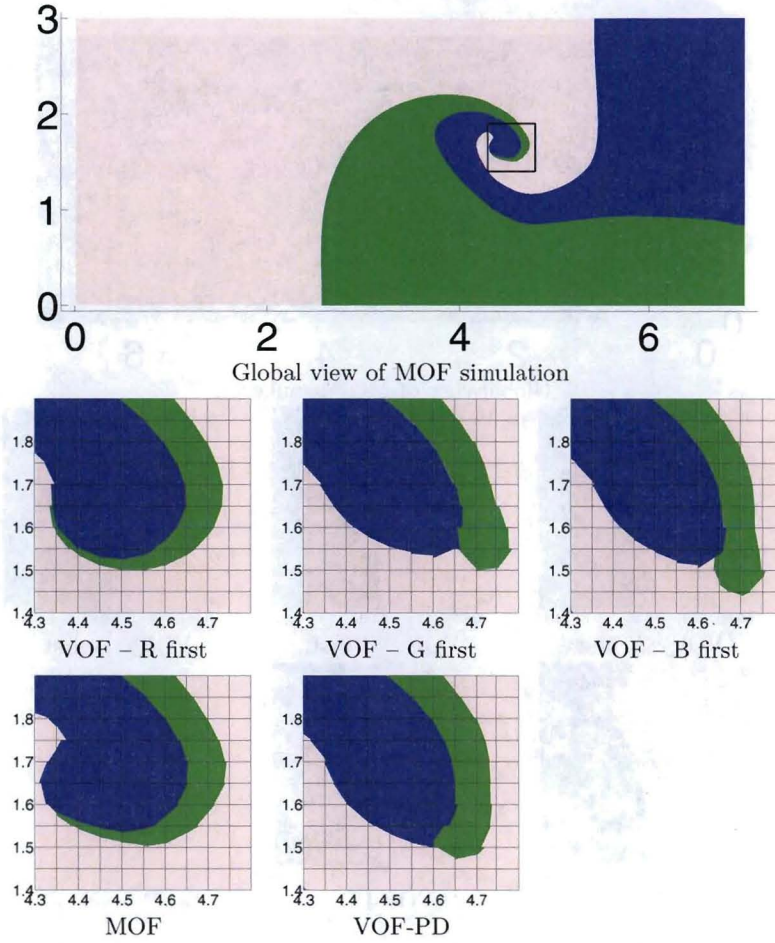 3
2
1
0
0 2 4 6
Global view of MOF simulation
1.8 1.8 1.8
1.7 1.7 1.7
1.6 1.6 1.6
1.5 1.5 1.5
1.4 1.4 1.4
4.3 4.4 4.5 4.6 4.7 4.3 4.4 4.5 4.6 4.7 4.3 4.4 4.5 4.6 4.7
VOF – R first VOF – G first VOF – B first
1.8 1.8
1.7 1.7
1.6 1.6
1.5 1.5
1.4 1.4
4.3 4.4 4.5 4.6 4.7 4.3 4.4 4.5 4.6 4.7
MOF VOF-PD